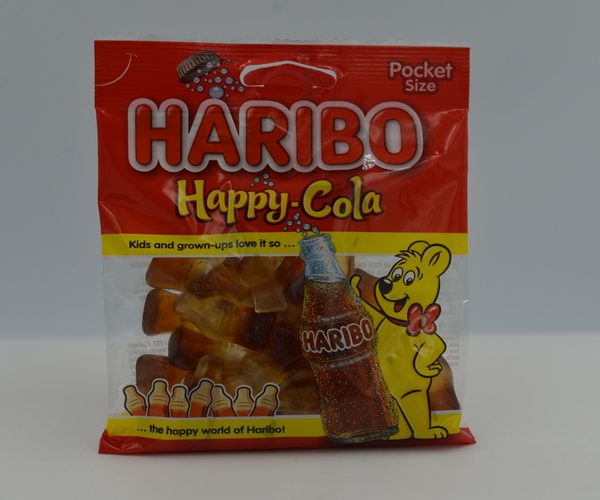 Pocket
Size
HARIBO
Happy-Cola
Kids and grown-ups love it so ...
HARIBO
... the happy world of Haribo!